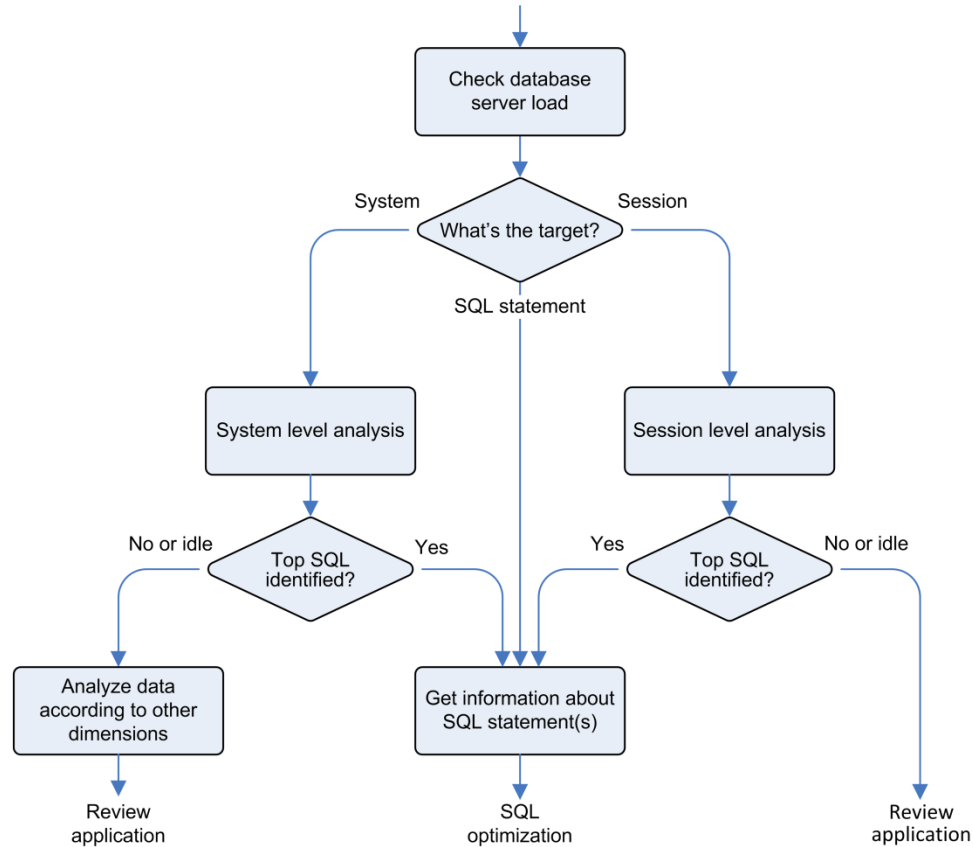 Check database
server load
System
Session
What's the target?
SQL statement
System level analysis
Session level analysis
No or idle
Top SQL
identified?
Yes
Yes
Top SQL
identified?
No or idle
Analyze data
according to other
dimensions
Get information about
SQL statement(s)
Review
application
SQL
optimization
Review
application